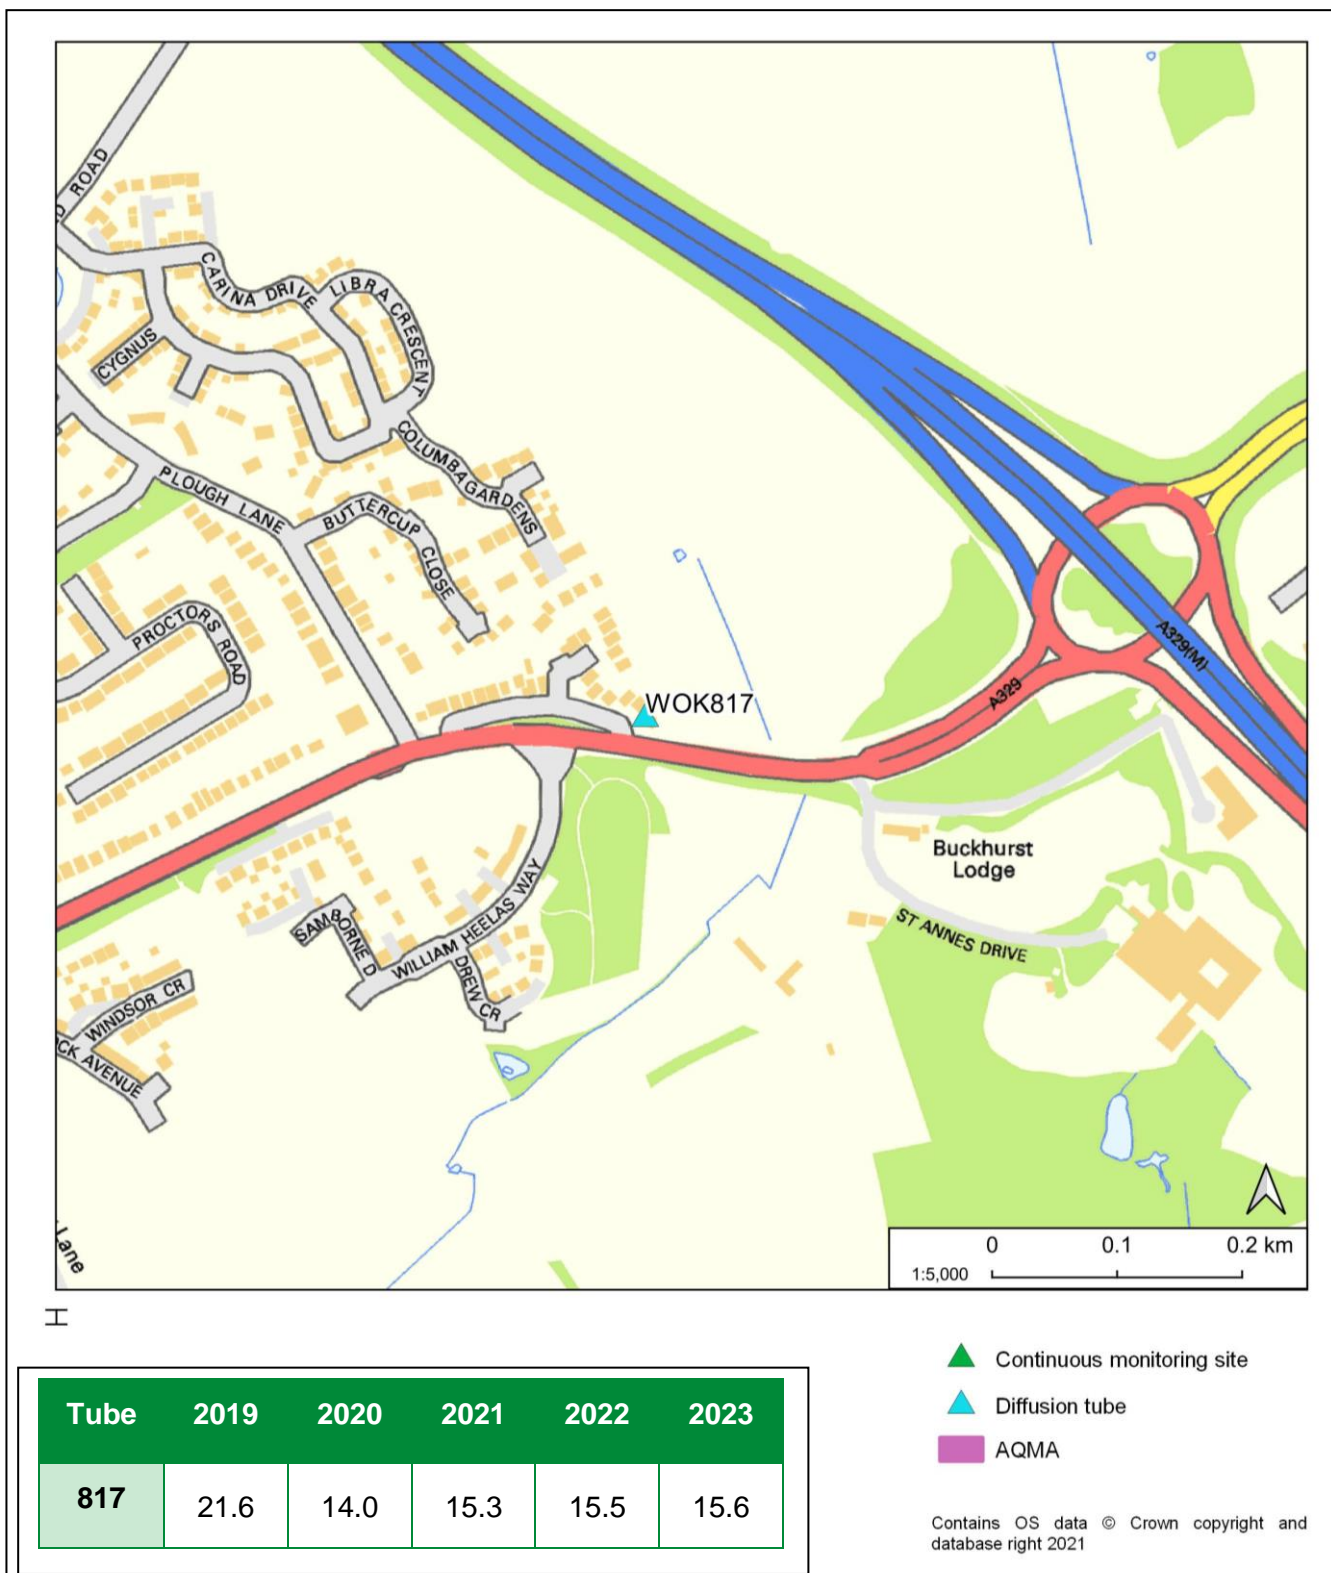 D ROAD
CARINA DRIVE
LIBRA CRESCENT
CYGNUS
COLUMBA GARDENS
PLOUGH LANE
BUTTERCUP CLOSE
PROCTORS ROAD
A329(M)
A329
WOK817
Buckhurst
Lodge
ST ANNES DRIVE
SAMBORNE D
WILLIAM HEELAS WAY
DREW CR
WINDSOR CR
OCK AVENUE
Lane
0 0.1 0.2 km
1:5,000
H
Continuous monitoring site
Diffusion tube
AQMA
Tube 2019 2020 2021 2022 2023
817 21.6 14.0 15.3 15.5 15.6
Contains OS data © Crown copyright and
database right 2021